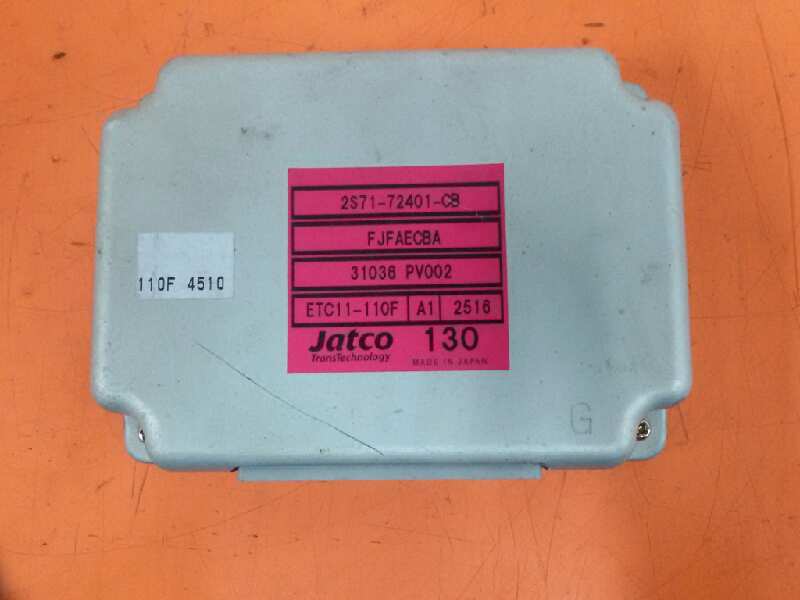 2S71-72401-CB
FJFAECBA
31036 PV002
ETC11-110F A1 2516
Jatco 130
TransTechnology MADE IN JAPAN
110F 4510
G